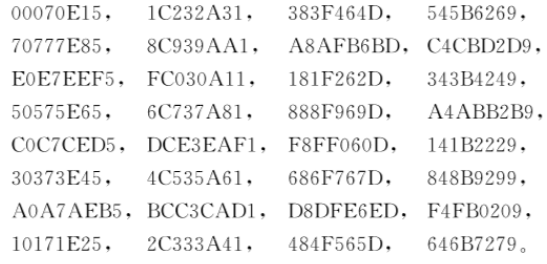 00070E15， 1C232A31， 383F464D， 545B6269，
70777E85， 8C939AA1， A8AFB6BD， C4CBD2D9，
E0E7EEF5， FC030A11， 181F262D， 343B4249，
50575E65， 6C737A81， 888F969D， A4ABB2B9，
C0C7CED5， DCE3EAF1， F8FF060D， 141B2229，
30373E45， 4C535A61， 686F767D， 848B9299，
A0A7AEB5， BCC3CAD1， D8DFE6ED， F4FB0209，
10171E25， 2C333A41， 484F565D， 646B7279。